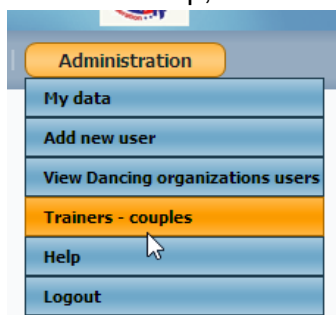 Administration
My data
Add new user
View Dancing organizations users
Trainers - couples
Help
Logout